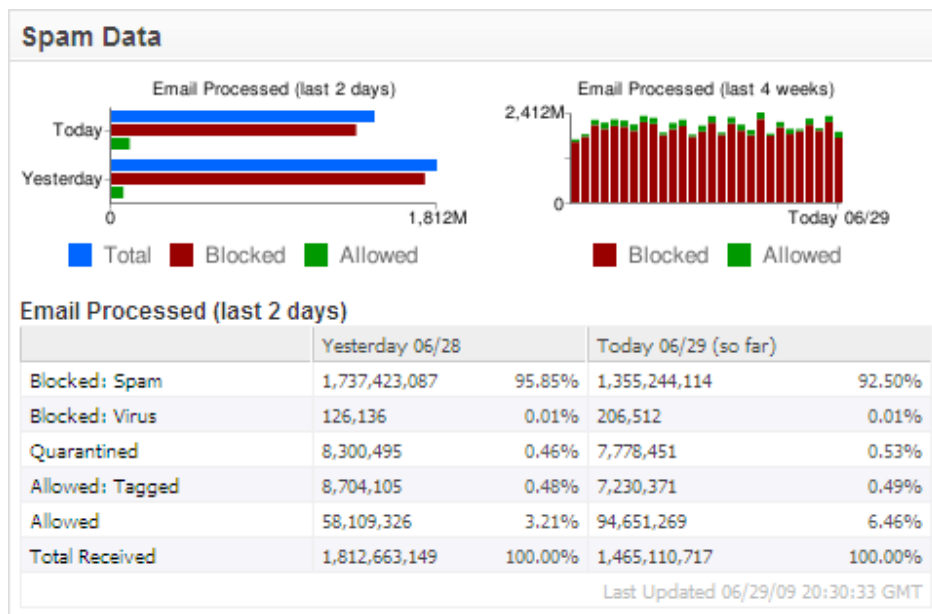 Spam Data
Email Processed (last 2 days)
Today
Yesterday
0 1,812M
Total Blocked Allowed
Email Processed (last 4 weeks)
2,412M
0
Today 06/29
Blocked Allowed
Email Processed (last 2 days)
Yesterday 06/28 Today 06/29 (so far)
Blocked: Spam 1,737,423,087 95.85% 1,355,244,114 92.50%
Blocked: Virus 126,136 0.01% 206,512 0.01%
Quarantined 8,300,495 0.46% 7,778,451 0.53%
Allowed: Tagged 8,704,105 0.48% 7,230,371 0.49%
Allowed 58,109,326 3.21% 94,651,269 6.46%
Total Received 1,812,663,149 100.00% 1,465,110,717 100.00%
Last Updated 06/29/09 20:30:33 GMT